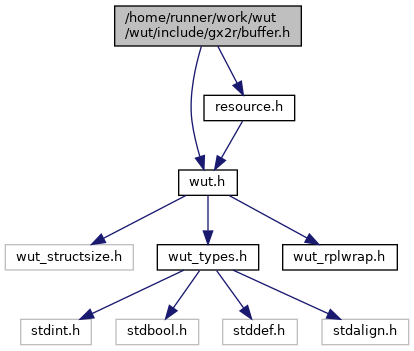 /home/runner/work/wut
/wut/include/gx2r/buffer.h
resource.h
wut.h
wut_structsize.h
wut_types.h
wut_rplwrap.h
stdint.h
stdbool.h
stddef.h
stdalign.h